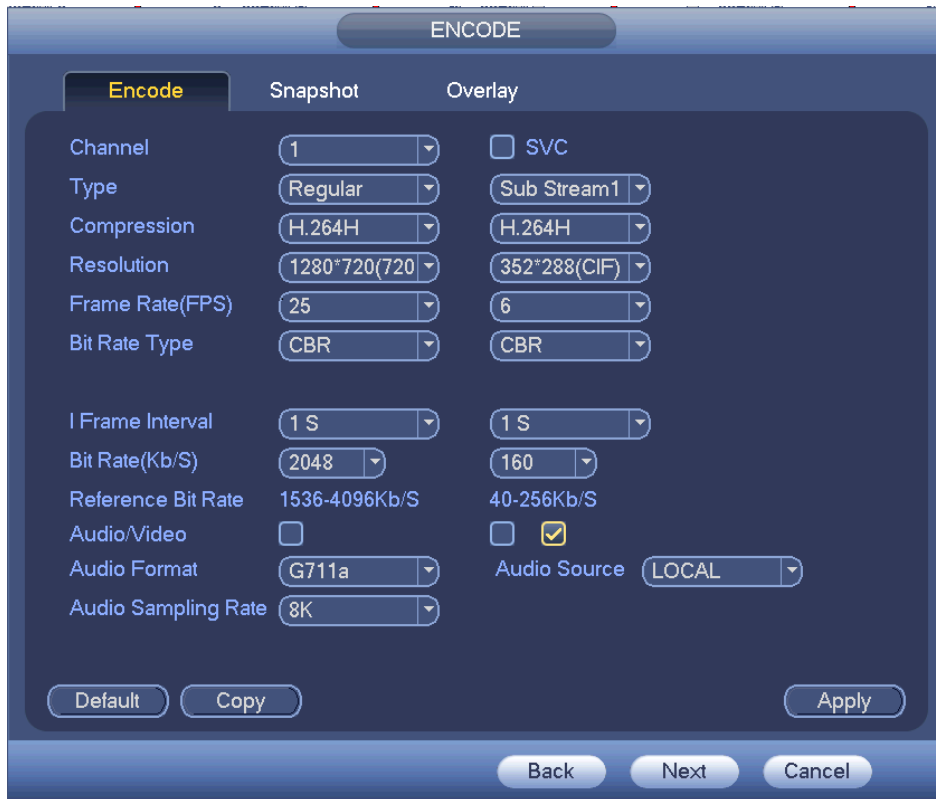 ENCODE
Encode Snapshot Overlay
Channel 1 SVC
Type Regular Sub Stream1
Compression H.264H H.264H
Resolution 1280*720(720 352*288(CIF)
Frame Rate(FPS) 25 6
Bit Rate Type CBR CBR
I Frame Interval 1 S 1 S
Bit Rate(Kb/S) 2048 160
Reference Bit Rate 1536-4096Kb/S 40-256Kb/S
Audio/Video
Audio Format G711a Audio Source LOCAL
Audio Sampling Rate 8K
Default Copy Apply
Back Next Cancel